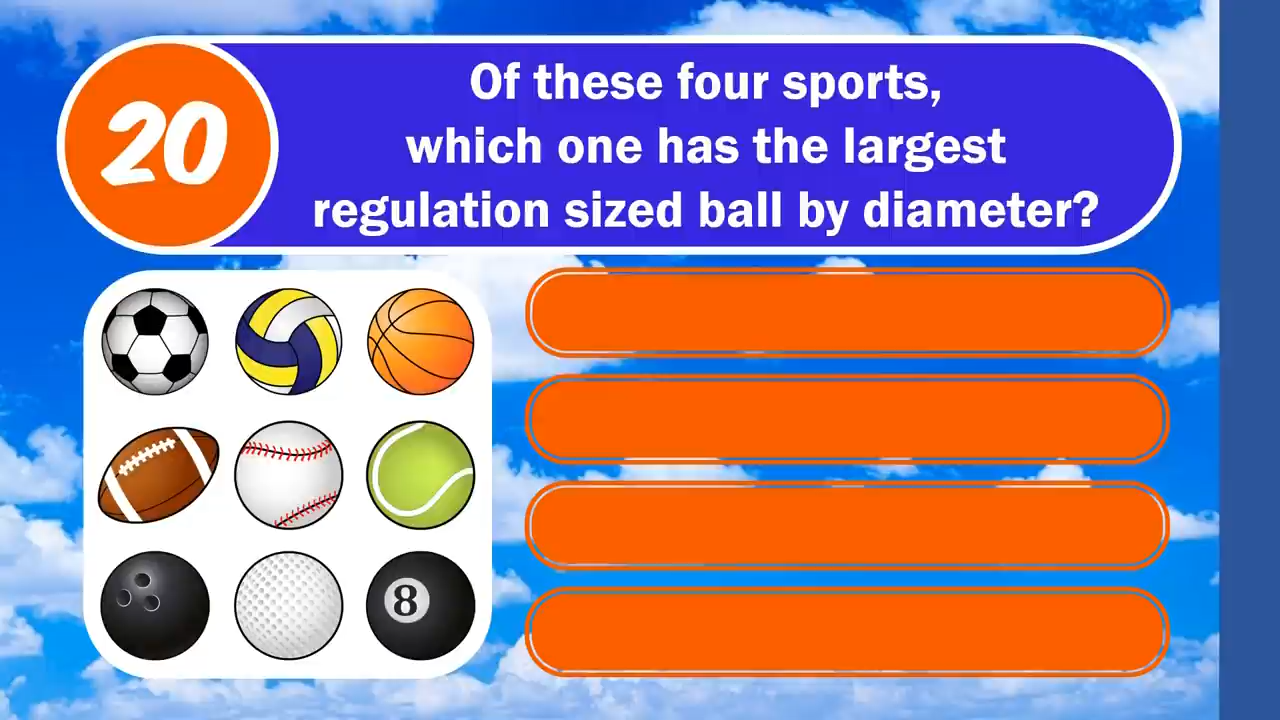 20
Of these four sports,
which one has the largest
regulation sized ball by diameter?
8